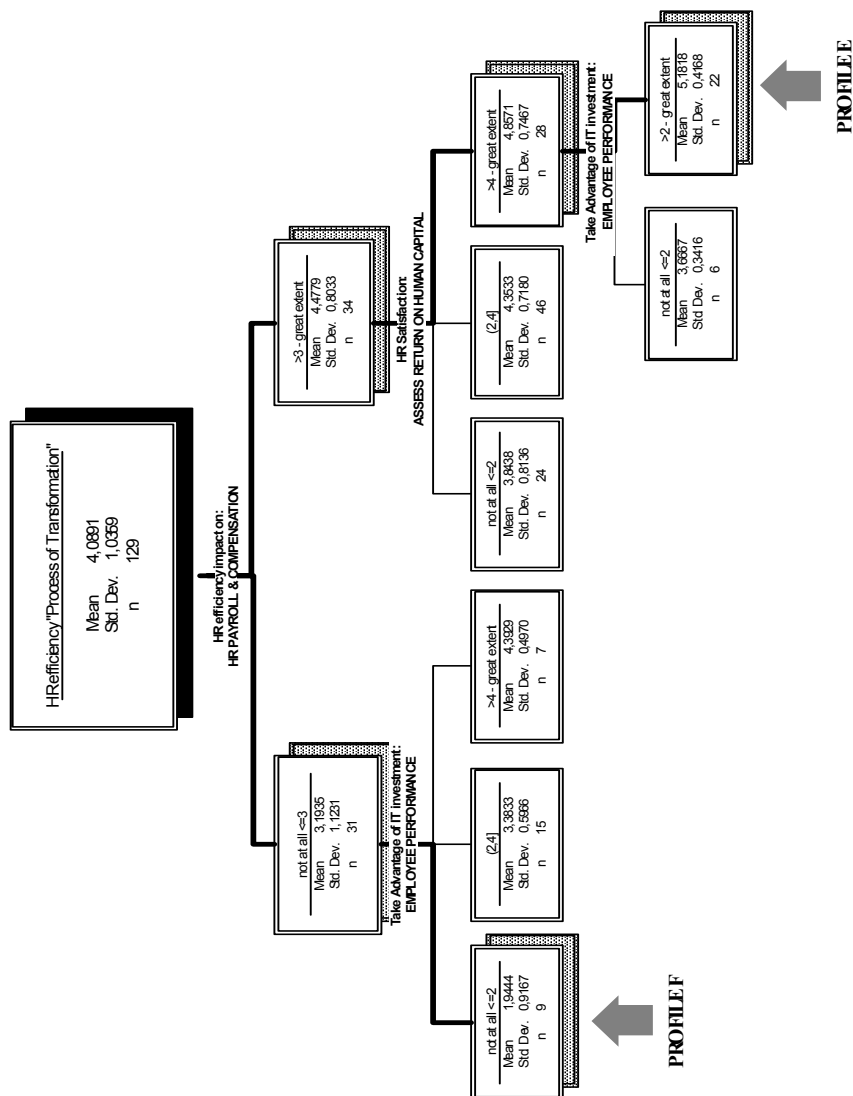 HRefficiency"Process of Transformation"
Mean 4,0891
Std. Dev. 1,0359
n 129
HR efficiency impact on:
HR PAYROLL & COMPENSATION
not at all <=3
Mean 3,1935
Std. Dev. 1,1231
n 31
Take Advantage of IT investment:
EMPLOYEE PERFORMANCE
>3 - great extent
Mean 4,4779
Std. Dev. 0,8033
n 34
HR Satisfaction:
ASSESS RETURN ON HUMAN CAPITAL
not at all <=2
Mean 1,9444
Std. Dev. 0,9167
n 9
(2,4]
Mean 3,3833
Std. Dev. 0,5966
n 15
>4 - great extent
Mean 4,3929
Std. Dev. 0,4970
n 7
not at all <=2
Mean 3,8438
Std. Dev. 0,8136
n 24
(2,4]
Mean 4,3533
Std. Dev. 0,7180
n 46
>4 - great extent
Mean 4,8571
Std. Dev. 0,7467
n 28
Take Advantage of IT investment:
EMPLOYEE PERFORMANCE
not at all <=2
Mean 3,6667
Std. Dev. 0,3416
n 6
>2 - great extent
Mean 5,1818
Std. Dev. 0,4168
n 22
PROFILE F
PROFILE E